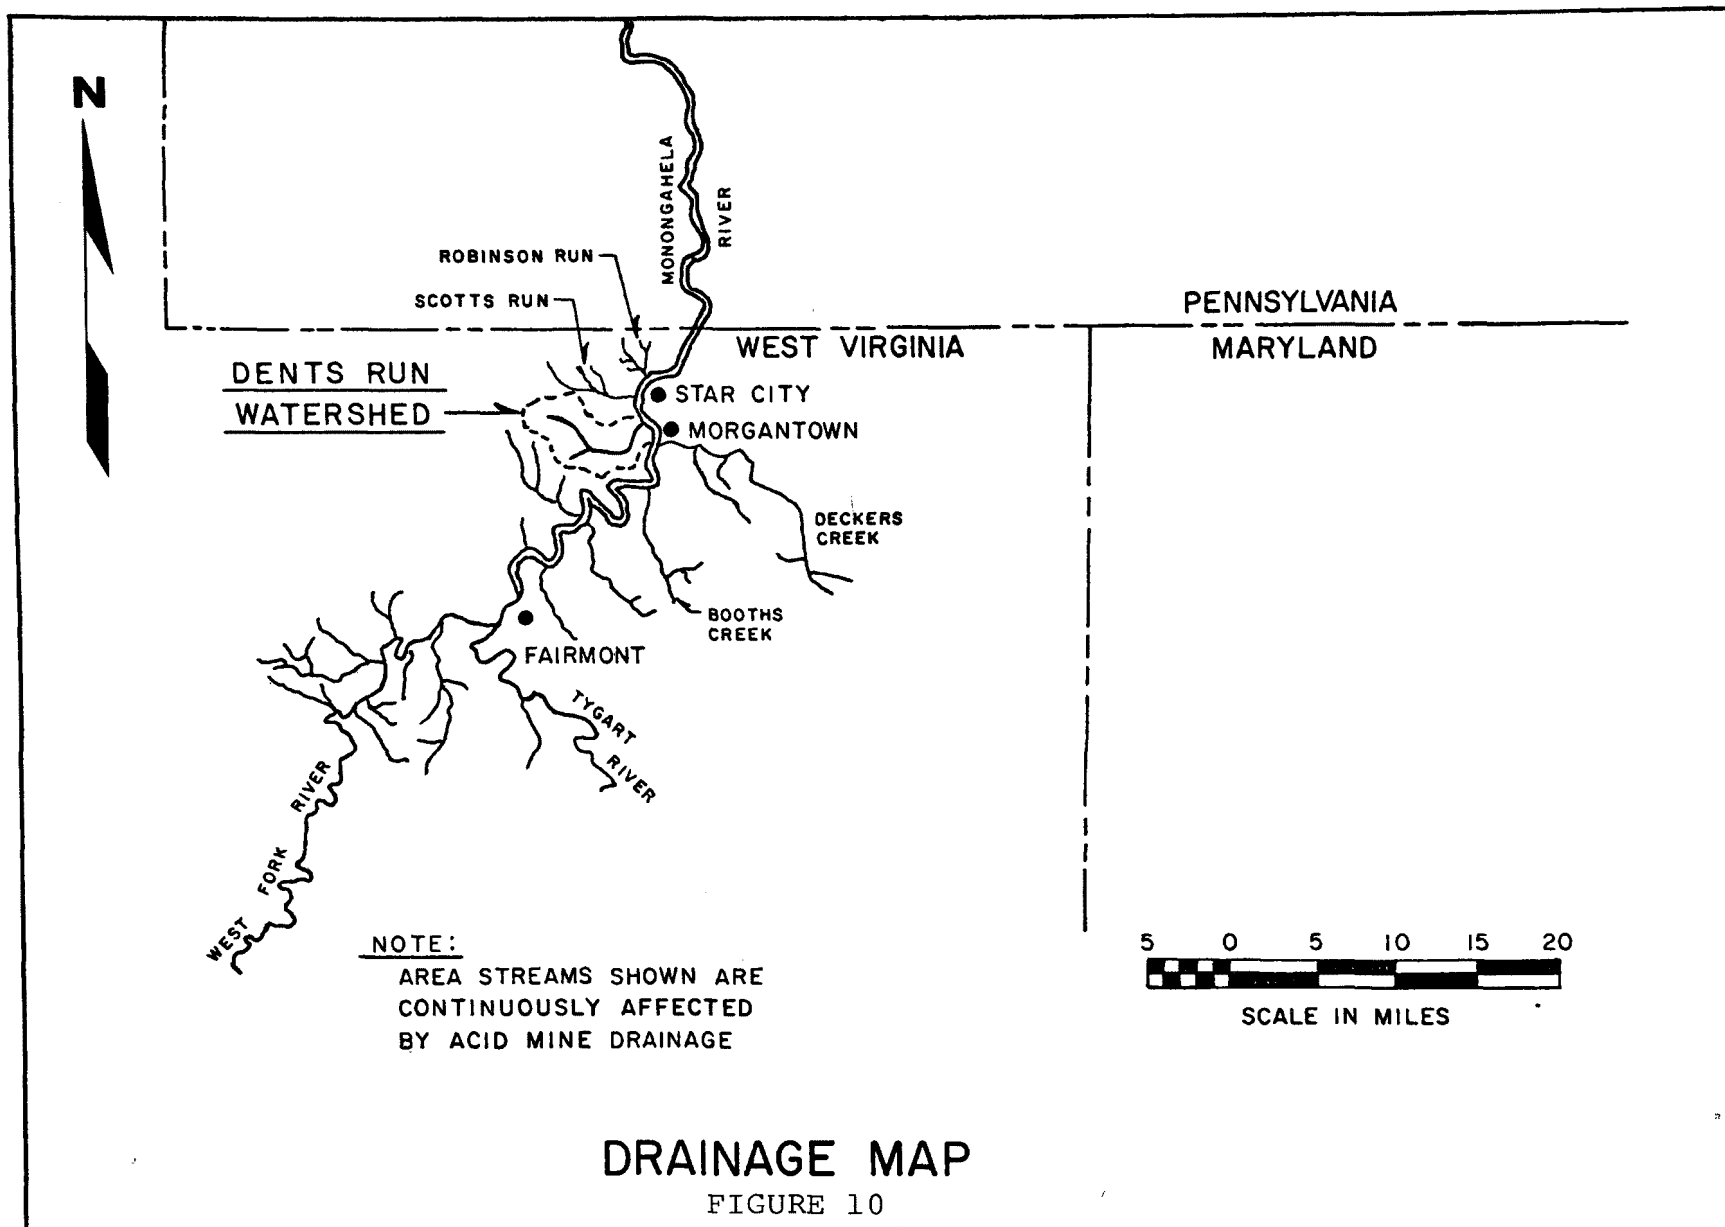 N
MONONGAHELA
RIVER
ROBINSON RUN
SCOTTS RUN
PENNSYLVANIA
WEST VIRGINIA
MARYLAND
DENTS RUN
WATERSHED
STAR CITY
MORGANTOWN
DECKERS
CREEK
BOOTHS
CREEK
FAIRMONT
TYGART
RIVER
WEST FORK RIVER
NOTE:
AREA STREAMS SHOWN ARE
CONTINUOUSLY AFFECTED
BY ACID MINE DRAINAGE
5 0 5 10 15 20
SCALE IN MILES
DRAINAGE MAP
FIGURE 10